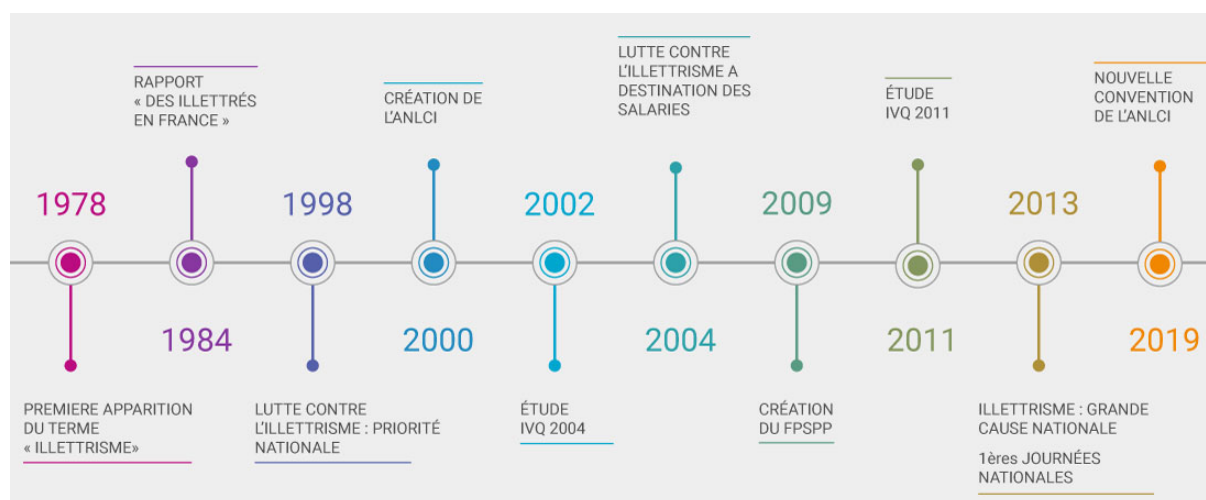 1978
PREMIERE APPARITION
DU TERME
« ILLETTRISME»
RAPPORT
« DES ILLETTRÉS
EN FRANCE »
1984
1998
LUTTE CONTRE
L'ILLETTRISME : PRIORITÉ
NATIONALE
CRÉATION DE
L'ANLCI
2000
2002
ÉTUDE
IVQ 2004
LUTTE CONTRE
L'ILLETTRISME A
DESTINATION DES
SALARIES
2004
2009
CRÉATION
DU FPSPP
ÉTUDE
IVQ 2011
2011
2013
ILLETTRISME : GRANDE
CAUSE NATIONALE
1ères JOURNÉES
NATIONALES
NOUVELLE
CONVENTION
DE L'ANLCI
2019